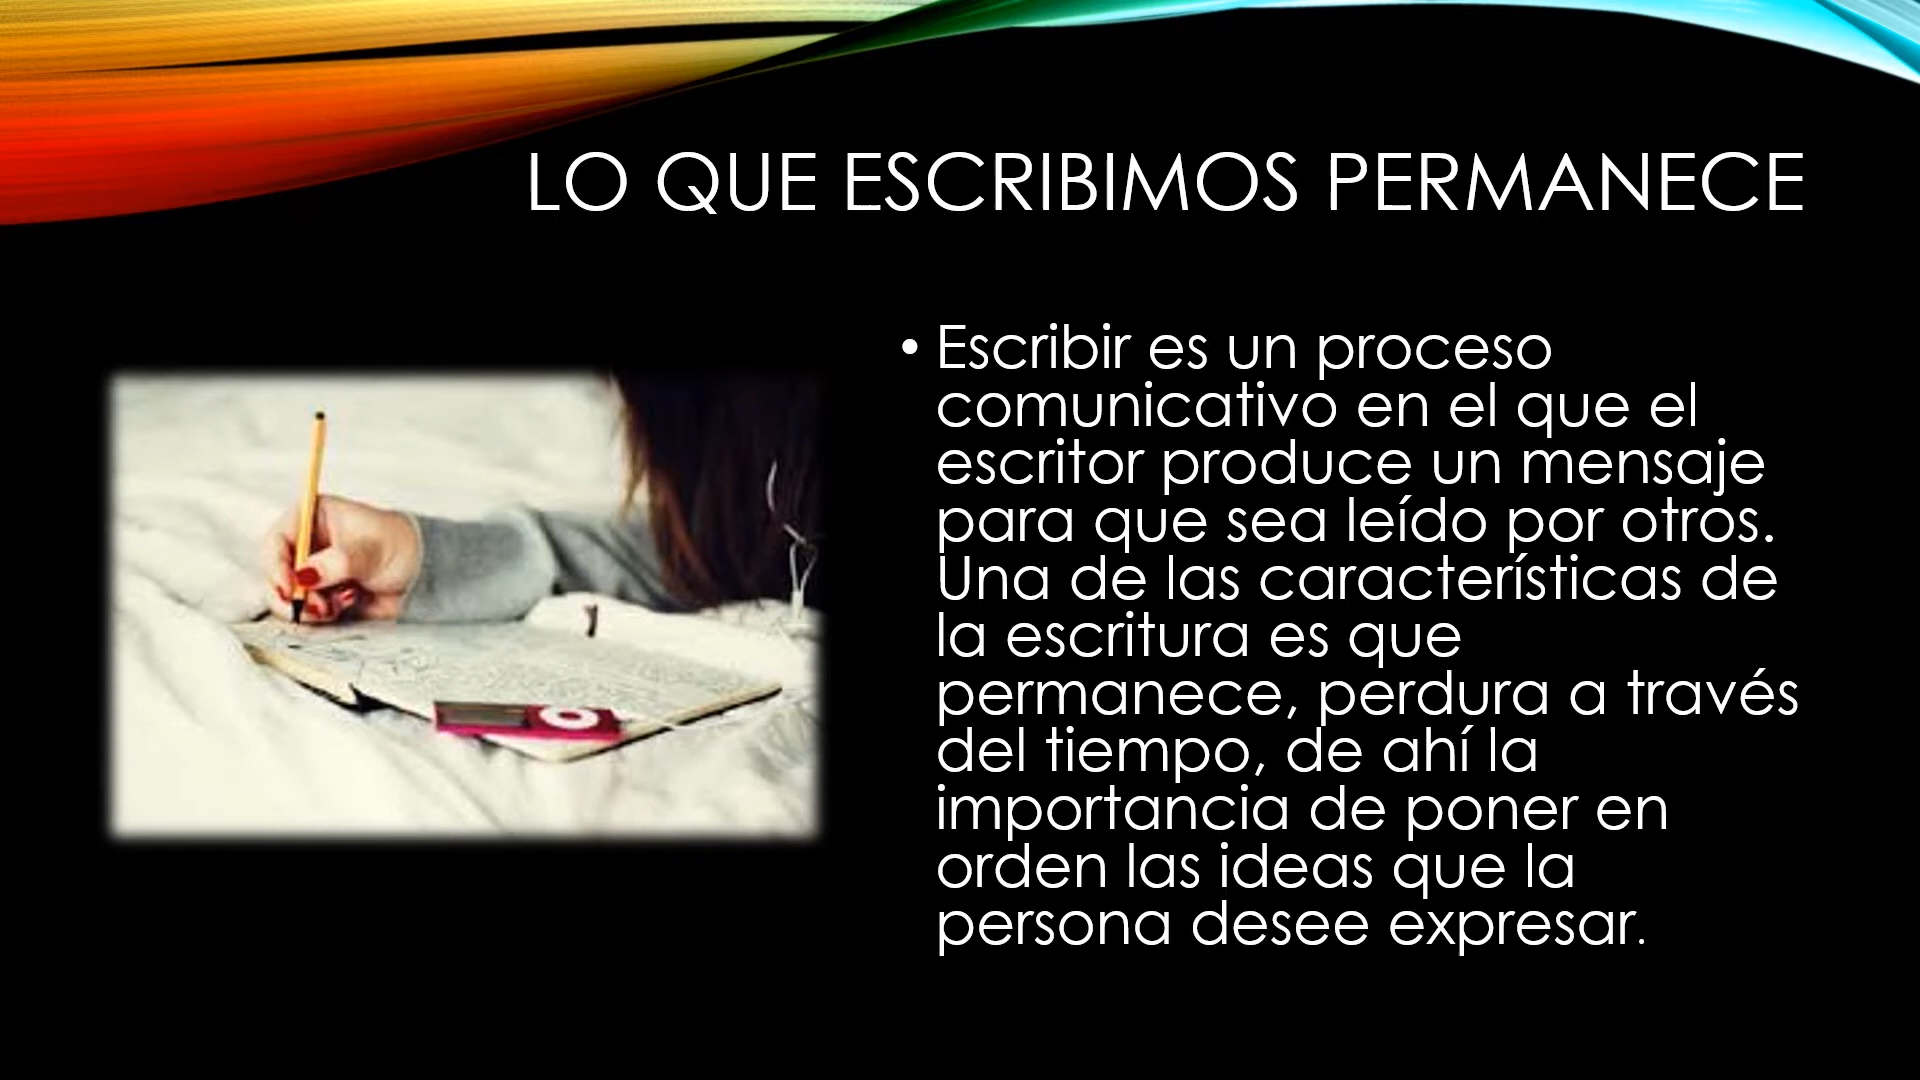 LO QUE ESCRIBIMOS PERMANECE
• Escribir es un proceso
comunicativo en el que el
escritor produce un mensaje
para que sea leído por otros.
Una de las características de
la escritura es que
permanece, perdura a través
del tiempo, de ahí la
importancia de poner en
orden las ideas que la
persona desee expresar.